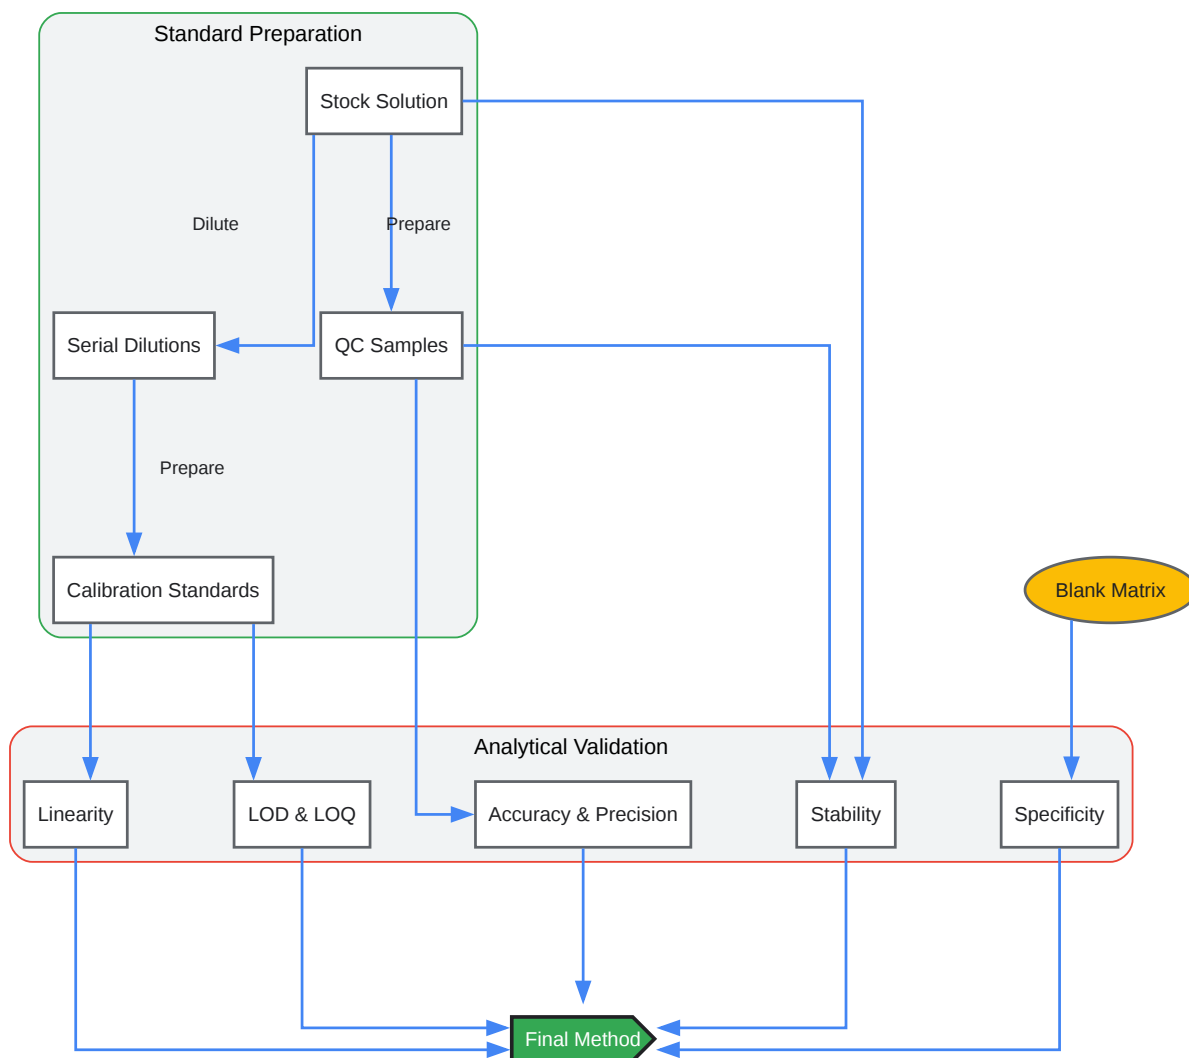 Standard Preparation
Stock Solution
Dilute
Prepare
Serial Dilutions
QC Samples
Prepare
Calibration Standards
Blank Matrix
Analytical Validation
Linearity
LOD & LOQ
Accuracy & Precision
Stability
Specificity
Final Method